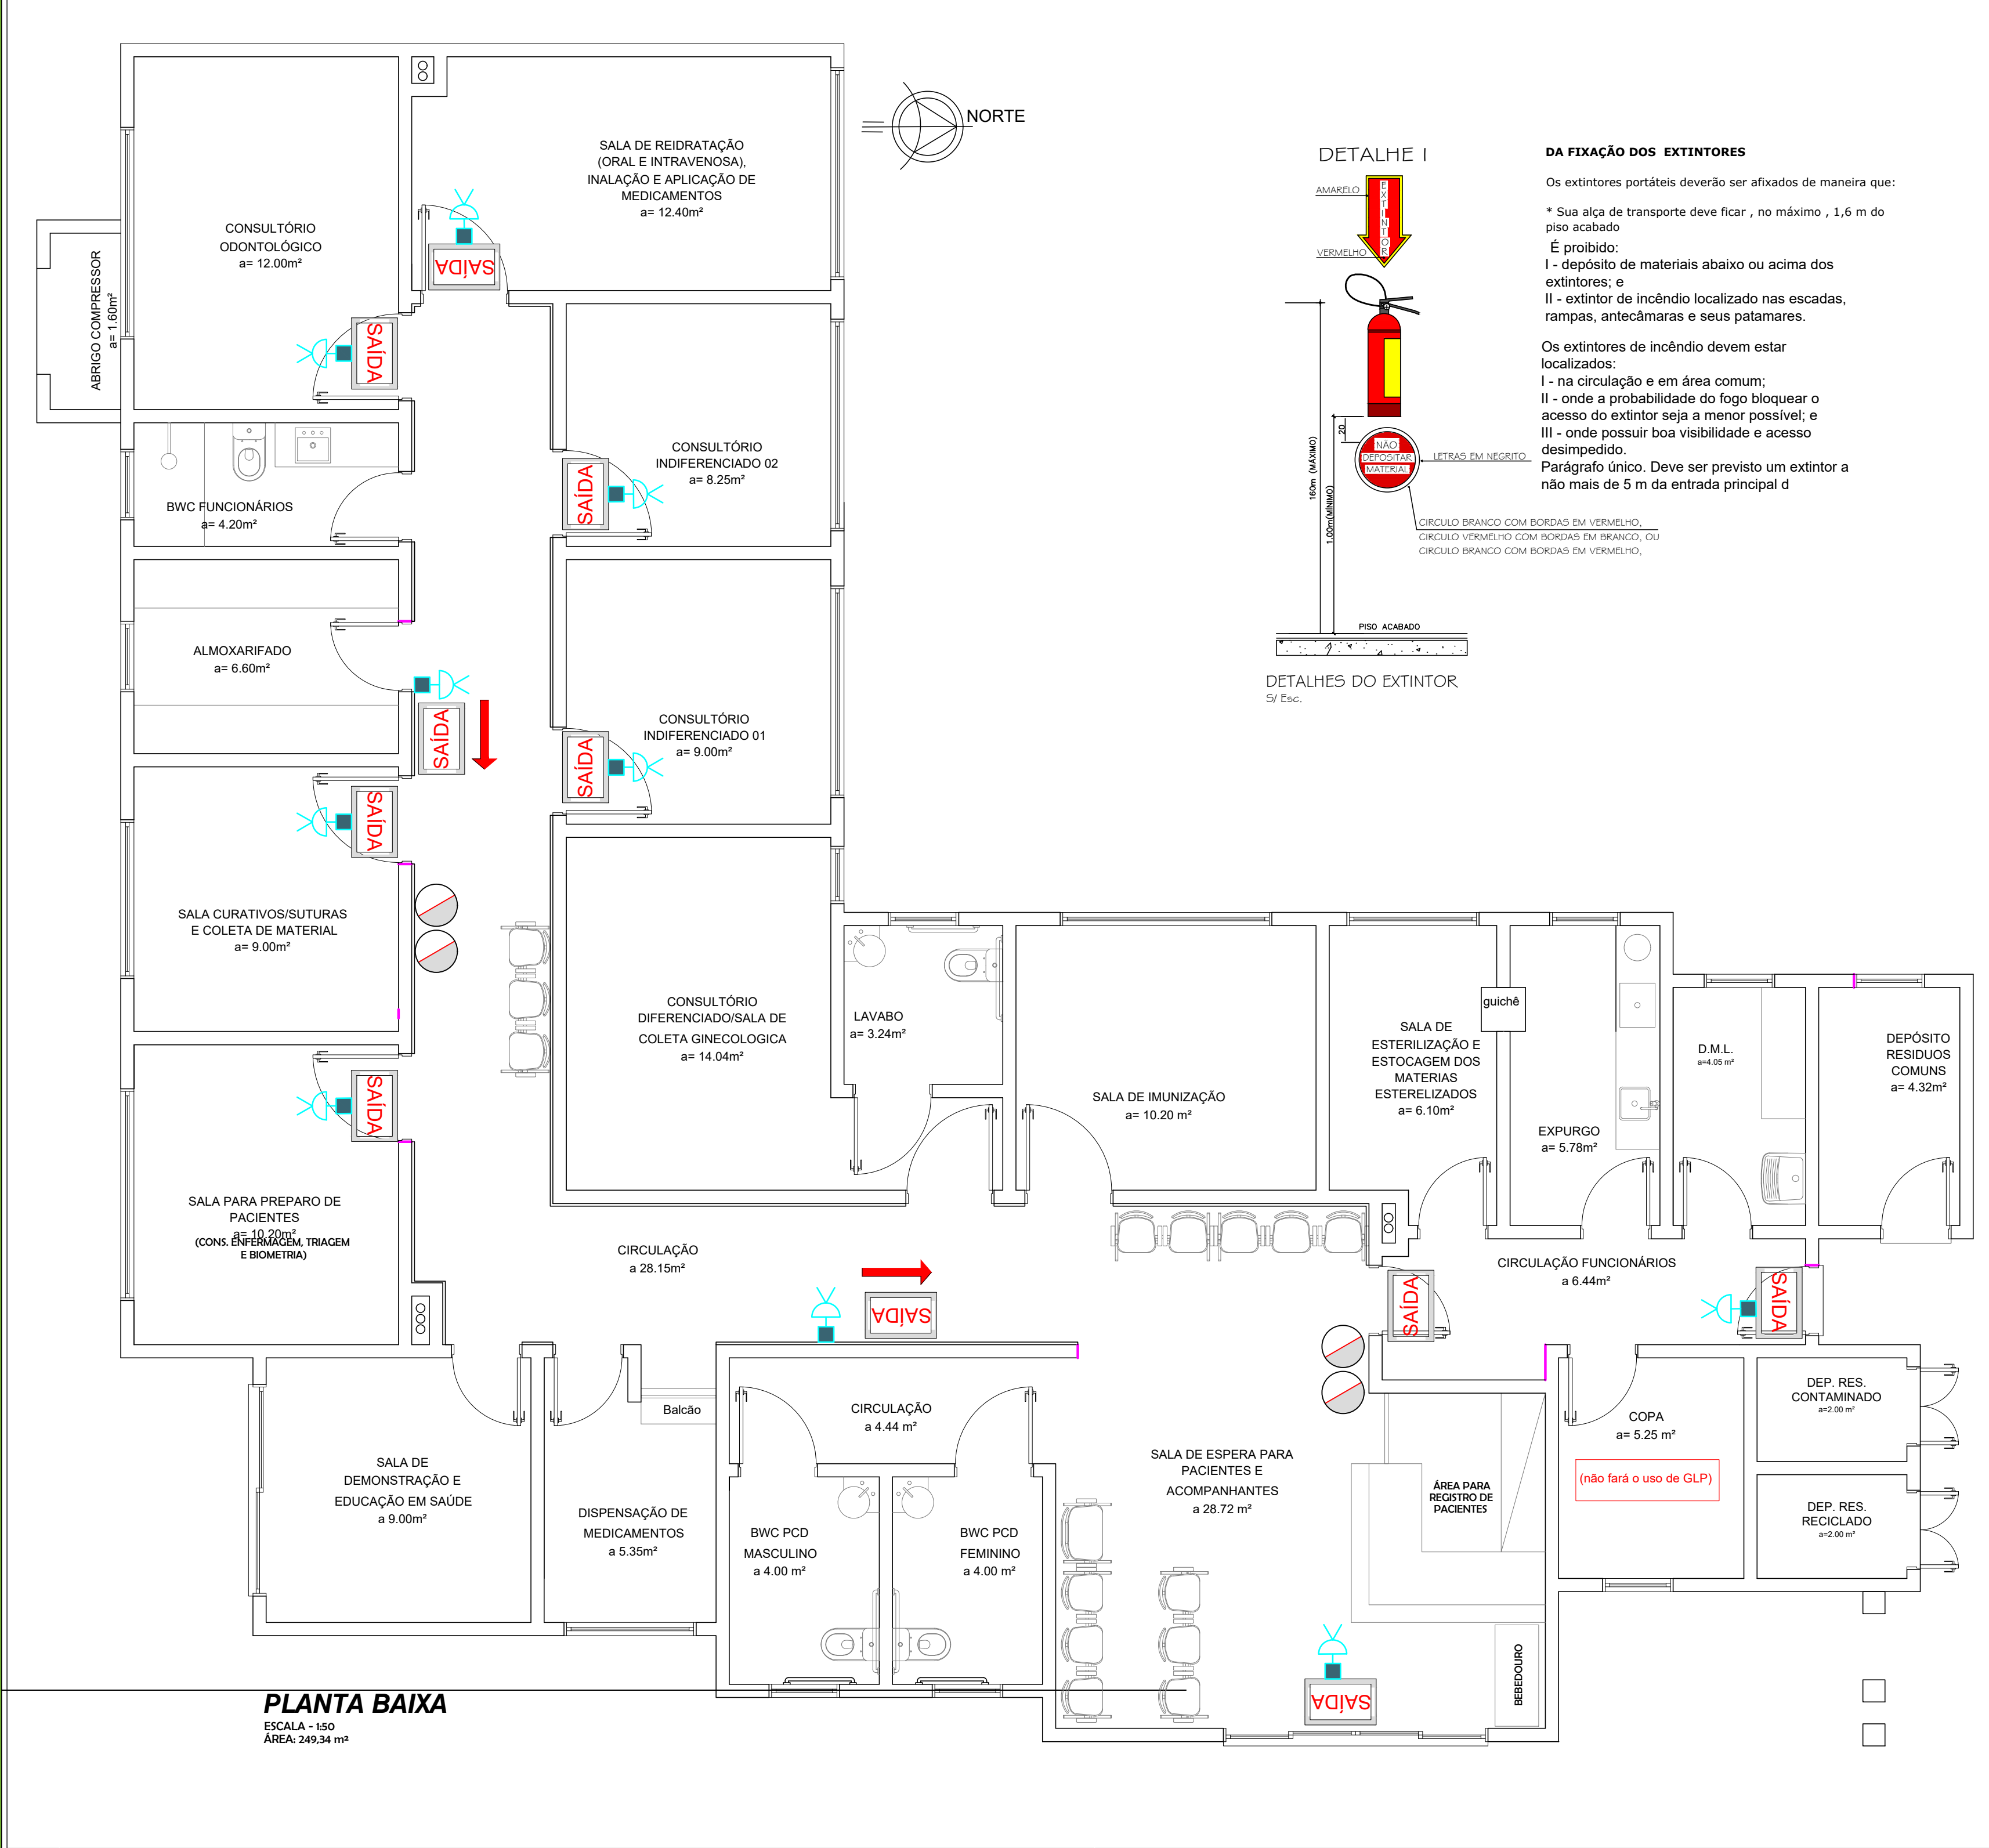 NORTE
CONSULTÓRIO
ODONTOLÓGICO
a= 12.00m²
SALA DE REIDRATAÇÃO
(ORAL E INTRAVENOSA),
INALAÇÃO E APLICAÇÃO DE
MEDICAMENTOS
a= 12.40m²
SAÍDA
SAÍDA
ABRIGO COMPRESSOR
a= 1.60m²
BWC FUNCIONÁRIOS
a= 4.20m²
CONSULTÓRIO
INDIFERENCIADO 02
a= 8.25m²
SAÍDA
ALMOXARIFADO
a= 6.60m²
SAÍDA
CONSULTÓRIO
INDIFERENCIADO 01
a= 9.00m²
SAÍDA
SAÍDA
SALA CURATIVOS/SUTURAS
E COLETA DE MATERIAL
a= 9.00m²
CONSULTÓRIO
DIFERENCIADO/SALA DE
COLETA GINECOLOGICA
a= 14.04m²
LAVABO
a= 3.24m²
SAÍDA
SALA PARA PREPARO DE
PACIENTES
a= 10.20m²
(CONS. ENFERMAGEM, TRIAGEM
E BIOMETRIA)
SALA DE IMUNIZAÇÃO
a= 10.20 m²
SALA DE
ESTERILIZAÇÃO E
ESTOCAGEM DOS
MATERIAS
ESTERELIZADOS
a= 6.10m²
guichê
EXPURGO
a= 5.78m²
D.M.L.
a=4.05 m²
DEPÓSITO
RESIDUOS
COMUNS
a= 4.32m²
CIRCULAÇÃO
a 28.15m²
SAÍDA
SAÍDA
CIRCULAÇÃO FUNCIONÁRIOS
a 6.44m²
SAÍDA
SALA DE
DEMONSTRAÇÃO E
EDUCAÇÃO EM SAÚDE
a 9.00m²
Balcão
DISPENSAÇÃO DE
MEDICAMENTOS
a 5.35m²
CIRCULAÇÃO
a 4.44 m²
BWC PCD
MASCULINO
a 4.00 m²
BWC PCD
FEMININO
a 4.00 m²
SALA DE ESPERA PARA
PACIENTES E
ACOMPANHANTES
a 28.72 m²
ÁREA PARA
REGISTRO DE
PACIENTES
COPA
a= 5.25 m²
(não fará o uso de GLP)
DEP. RES.
CONTAMINADO
a=2.00 m²
DEP. RES.
RECICLADO
a=2.00 m²
BEBEDOURO
SAÍDA
PLANTA BAIXA
ESCALA - 1:50
ÁREA: 249,34 m²
DETALHE I
AMARELO
EXTINTOR
VERMELHO
160m (MÁXIMO)
1.00m(MÍNIMO)
20
NÃO
DEPOSITAR
MATERIAL
LETRAS EM NEGRITO
CIRCULO BRANCO COM BORDAS EM VERMELHO,
CIRCULO VERMELHO COM BORDAS EM BRANCO, OU
CIRCULO BRANCO COM BORDAS EM VERMELHO,
PISO ACABADO
DETALHES DO EXTINTOR
S/ Esc.
DA FIXAÇÃO DOS EXTINTORES
Os extintores portáteis deverão ser afixados de maneira que:
* Sua alça de transporte deve ficar , no máximo , 1,6 m do
piso acabado
É proibido:
I - depósito de materiais abaixo ou acima dos
extintores; e
II - extintor de incêndio localizado nas escadas,
rampas, antecâmaras e seus patamares.
Os extintores de incêndio devem estar
localizados:
I - na circulação e em área comum;
II - onde a probabilidade do fogo bloquear o
acesso do extintor seja a menor possível; e
III - onde possuir boa visibilidade e acesso
desimpedido.
Parágrafo único. Deve ser previsto um extintor a
não mais de 5 m da entrada principal d